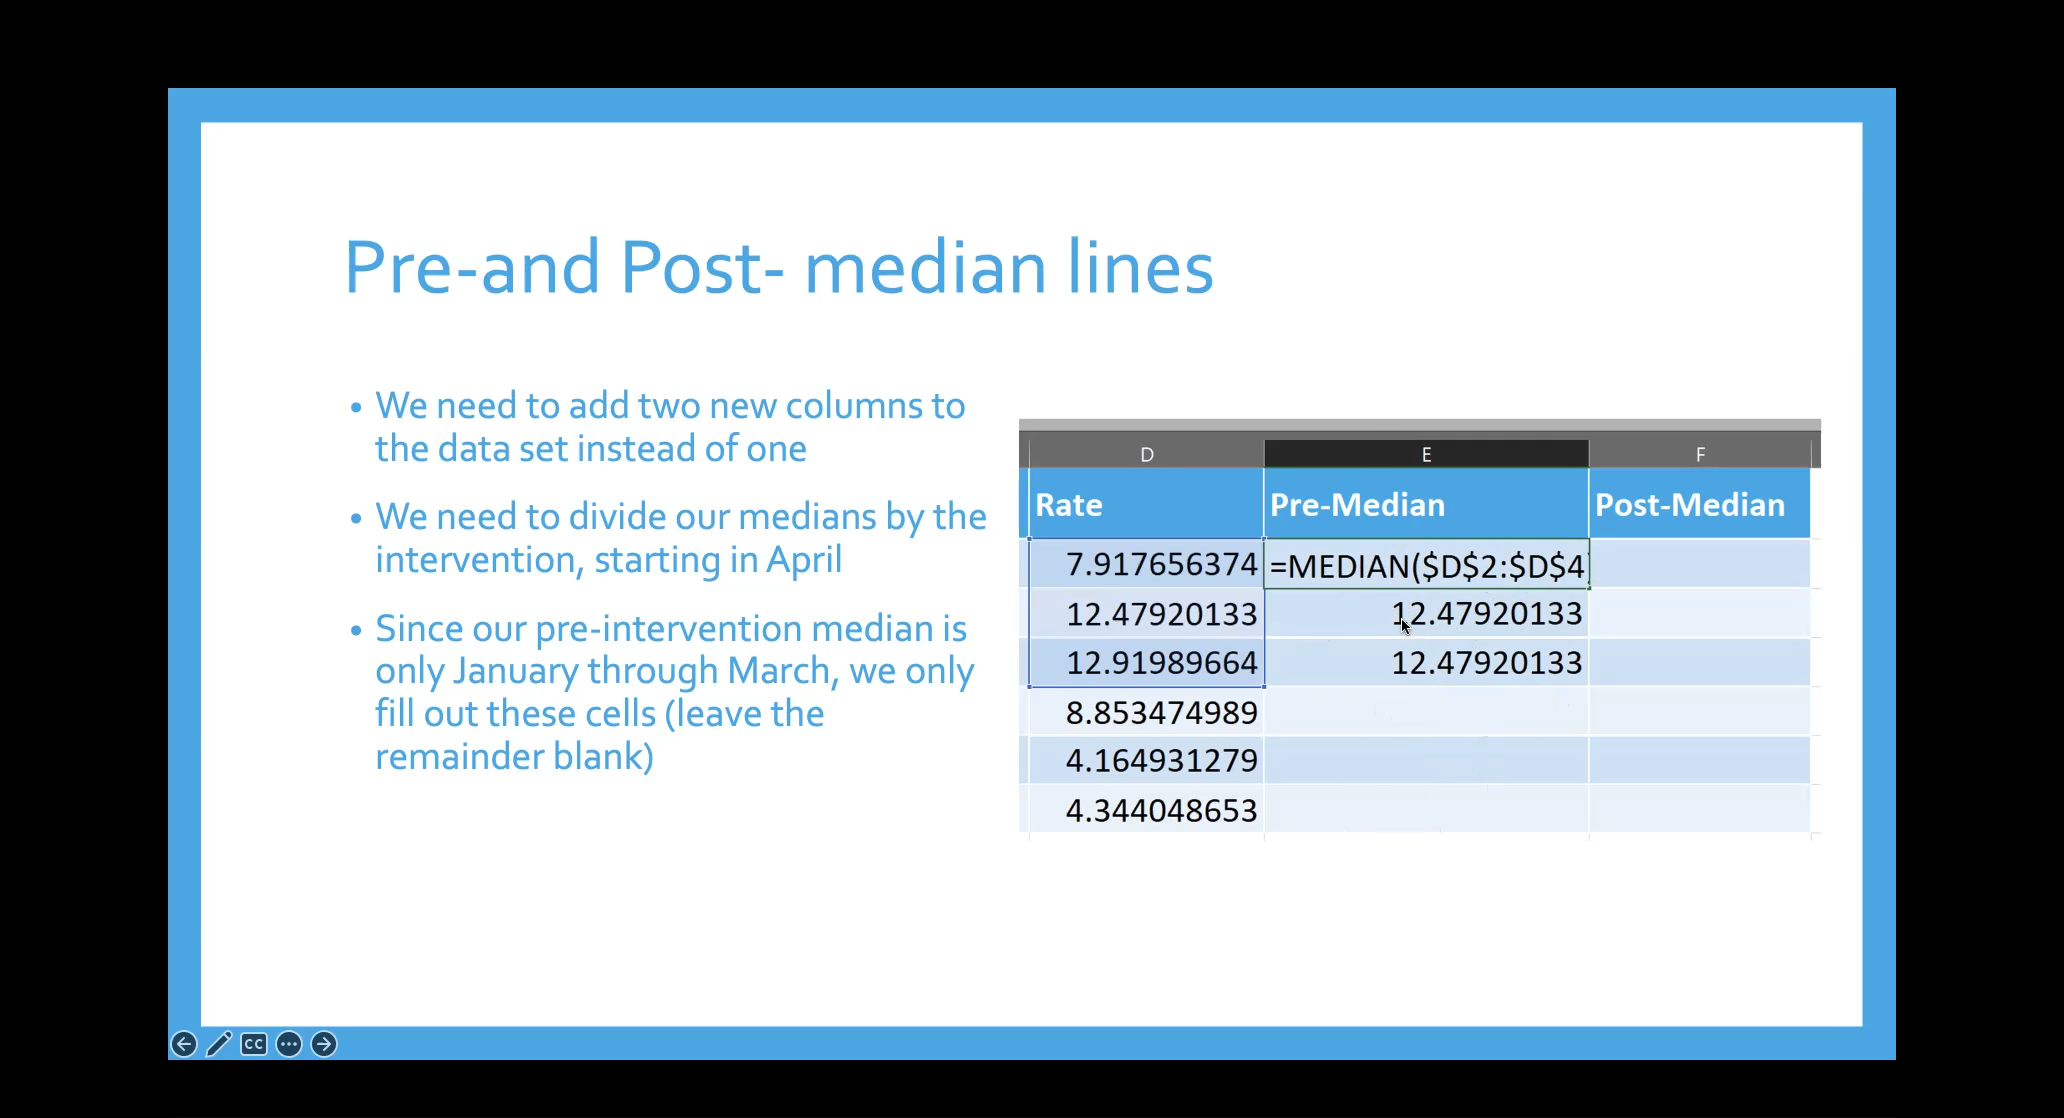 Pre-and Post- median lines
• We need to add two new columns to
the data set instead of one
• We need to divide our medians by the
intervention, starting in April
• Since our pre-intervention median is
only January through March, we only
fill out these cells (leave the
remainder blank)
D E F
Rate Pre-Median Post-Median
7.917656374 =MEDIAN($D$2:$D$4)
12.47920133 12.47920133
12.91989664 12.47920133
8.853474989
4.164931279
4.344048653
CC